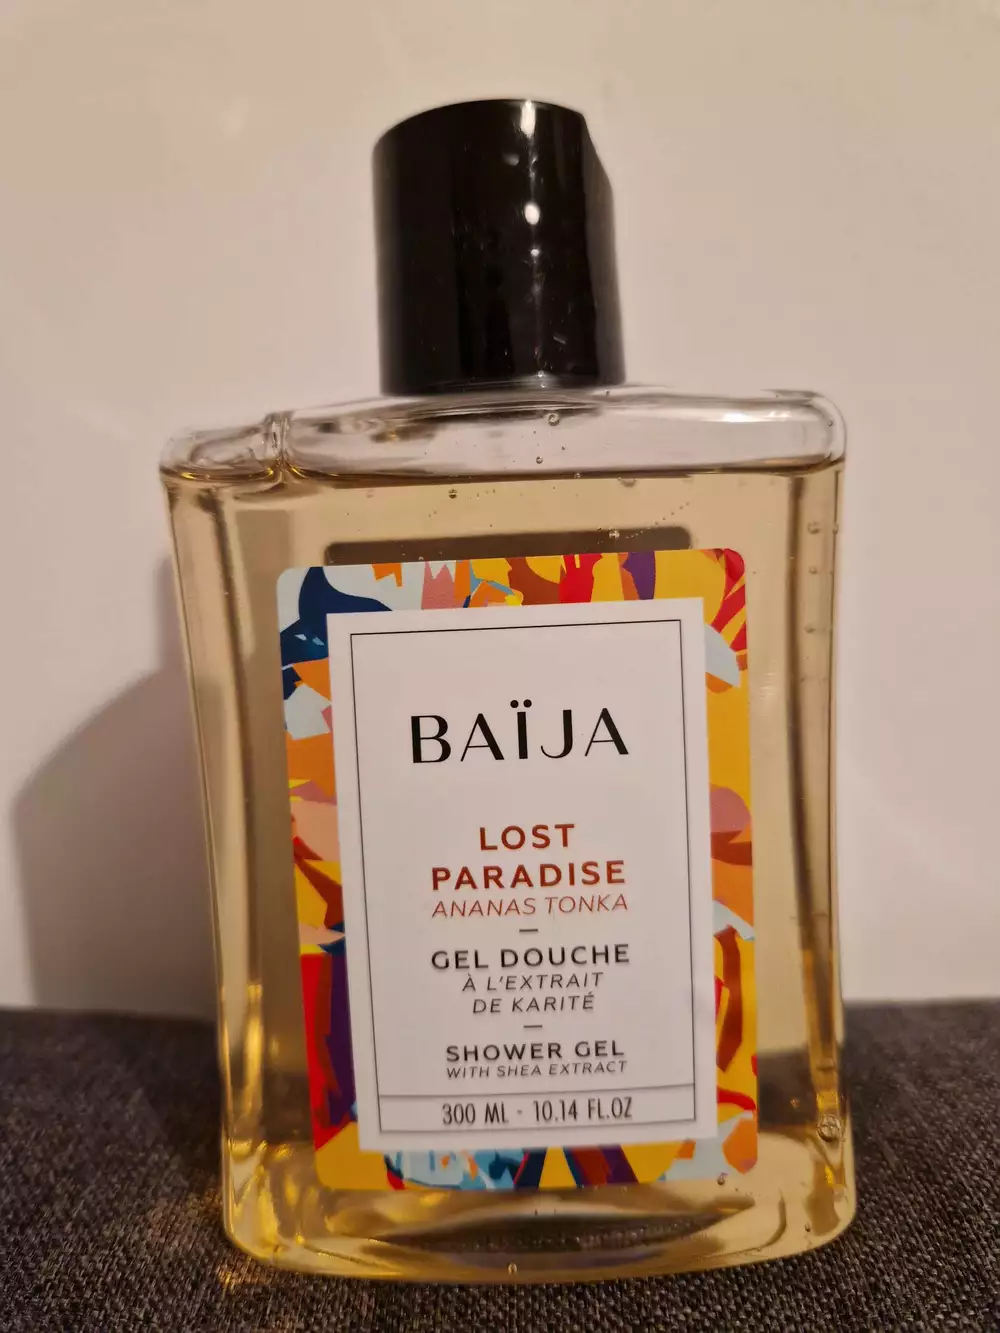 BAÏJA
LOST
PARADISE
ANANAS TONKA
GEL DOUCHE
À L'EXTRAIT
DE KARITÉ
SHOWER GEL
WITH SHEA EXTRACT
300 ML - 10.14 FL.OZ